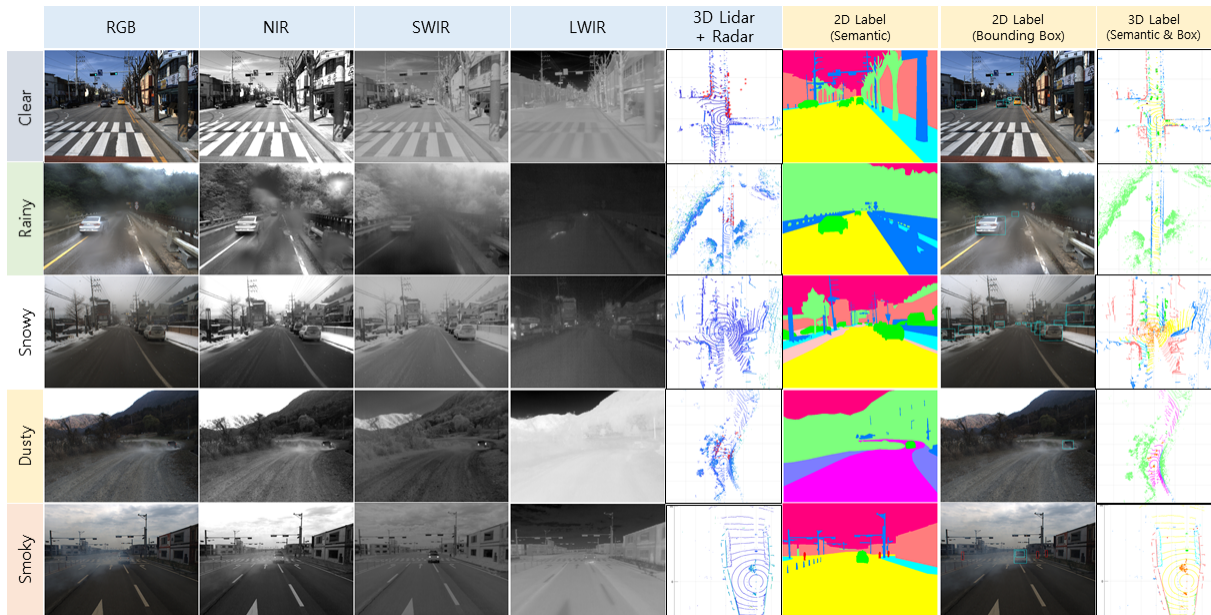 RGB
NIR
SWIR
LWIR
3D Lidar
+ Radar
2D Label
(Semantic)
2D Label
(Bounding Box)
3D Label
(Semantic & Box)
Clear
Rainy
Snowy
Dusty
Smoky